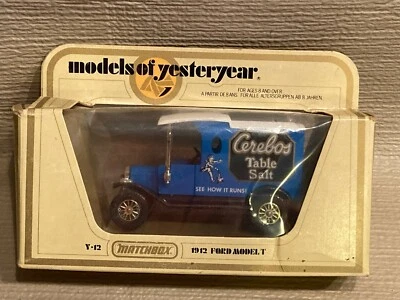 models of yesteryear®
FOR AGES 8 AND OVER
A PARTIR DE 8 ANS. FÜR ALLE ALTERSGRUPPEN AB 8 JAHREN.
Cerebos
Table
Salt
SEE HOW IT RUNS!
Y-12
MATCHBOX
1912 FORD MODEL T